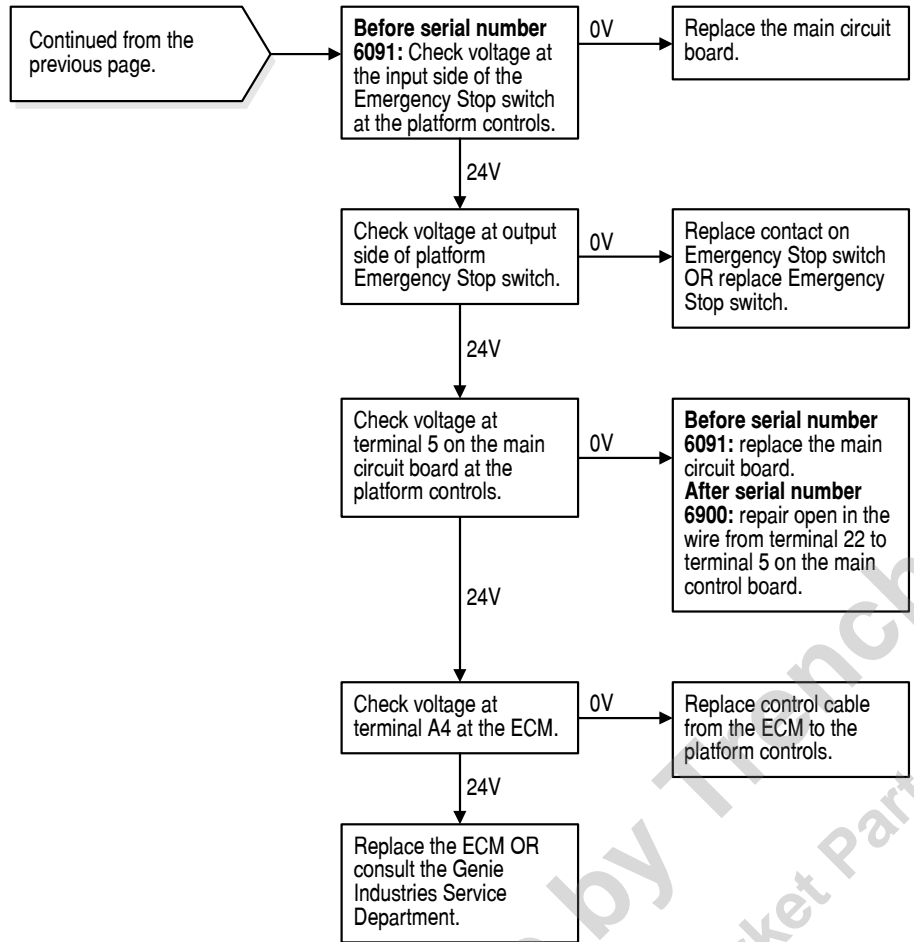 Continued from the
previous page.
Before serial number
6091: Check voltage at
the input side of the
Emergency Stop switch
at the platform controls.
0V
Replace the main circuit
board.
24V
Check voltage at output
side of platform
Emergency Stop switch.
0V
Replace contact on
Emergency Stop switch
OR replace Emergency
Stop switch.
24V
Check voltage at
terminal 5 on the main
circuit board at the
platform controls.
0V
Before serial number
6091: replace the main
circuit board.
After serial number
6900: repair open in the
wire from terminal 22 to
terminal 5 on the main
control board.
24V
Check voltage at
terminal A4 at the ECM.
0V
Replace control cable
from the ECM to the
platform controls.
24V
Replace the ECM OR
consult the Genie
Industries Service
Department.
by Trench